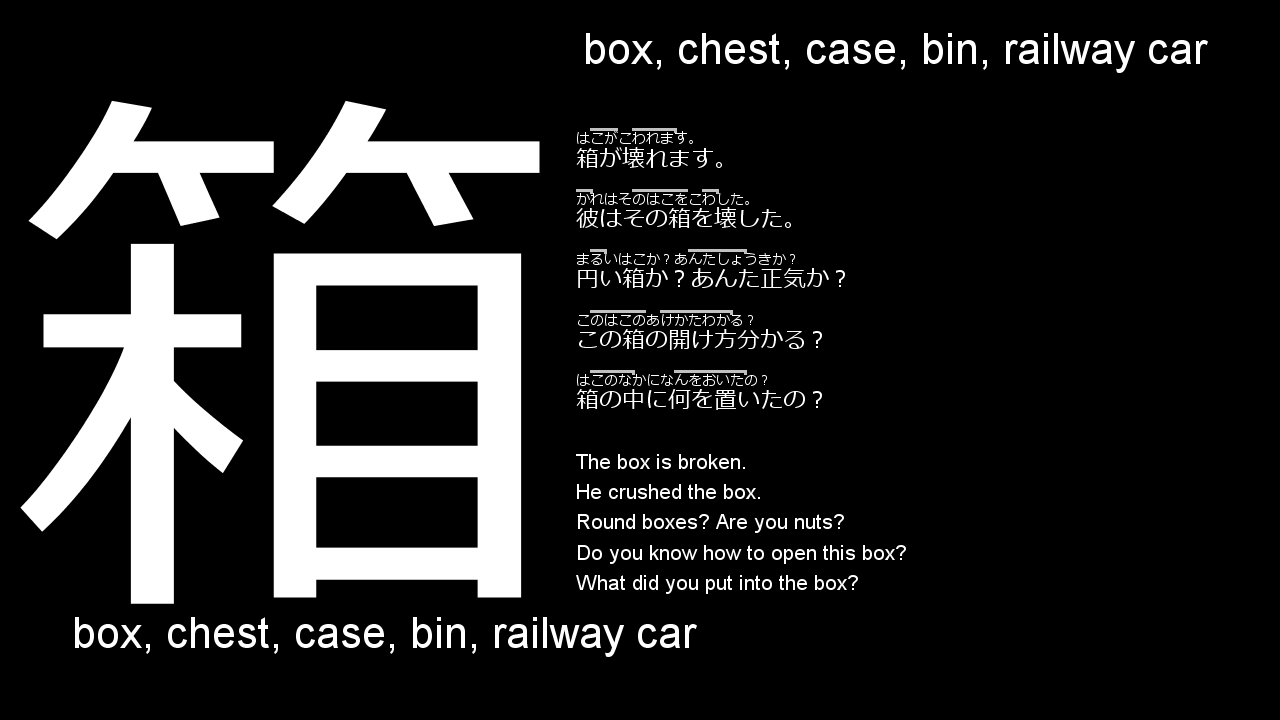 box, chest, case, bin, railway car
箱
はこがこわれます。
箱が壊れます。
かれはそのはこをこわした。
彼はその箱を壊した。
まるいはこか？あんたしょうきか？
円い箱か？あんた正気か？
このはこのあけかたわかる？
この箱の開け方分かる？
はこのなかになんをおいたの？
箱の中に何を置いたの？
The box is broken.
He crushed the box.
Round boxes? Are you nuts?
Do you know how to open this box?
What did you put into the box?
box, chest, case, bin, railway car